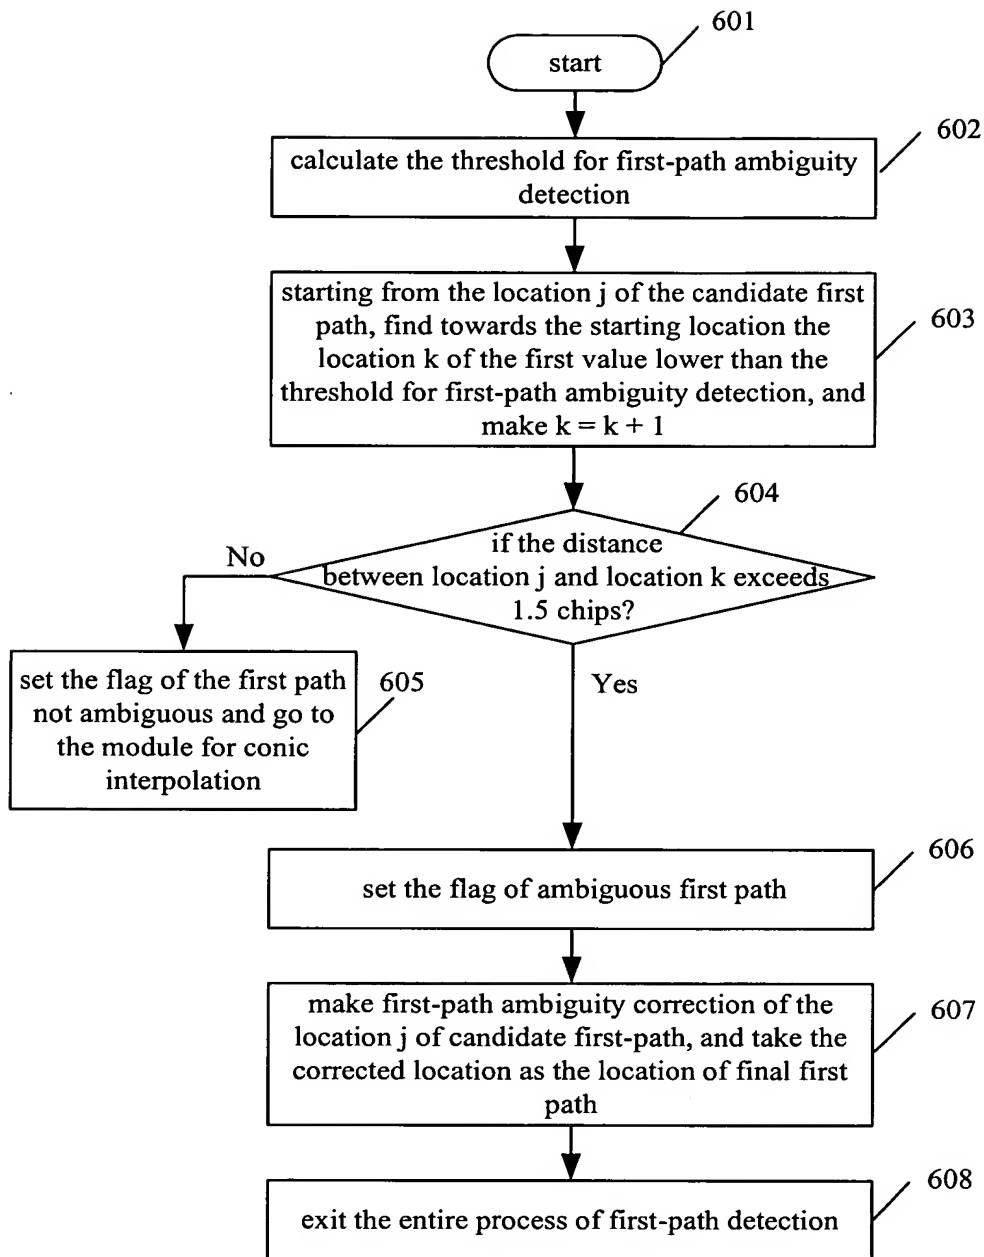 601
start
602
calculate the threshold for first-path ambiguity
detection
starting from the location j of the candidate first
path, find towards the starting location the
location k of the first value lower than the
threshold for first-path ambiguity detection, and
make k = k + 1
603
604
if the distance
between location j and location k exceeds
1.5 chips?
No
Yes
set the flag of the first path
not ambiguous and go to
the module for conic
interpolation
605
606
set the flag of ambiguous first path
make first-path ambiguity correction of the
location j of candidate first-path, and take the
corrected location as the location of final first
path
607
608
exit the entire process of first-path detection